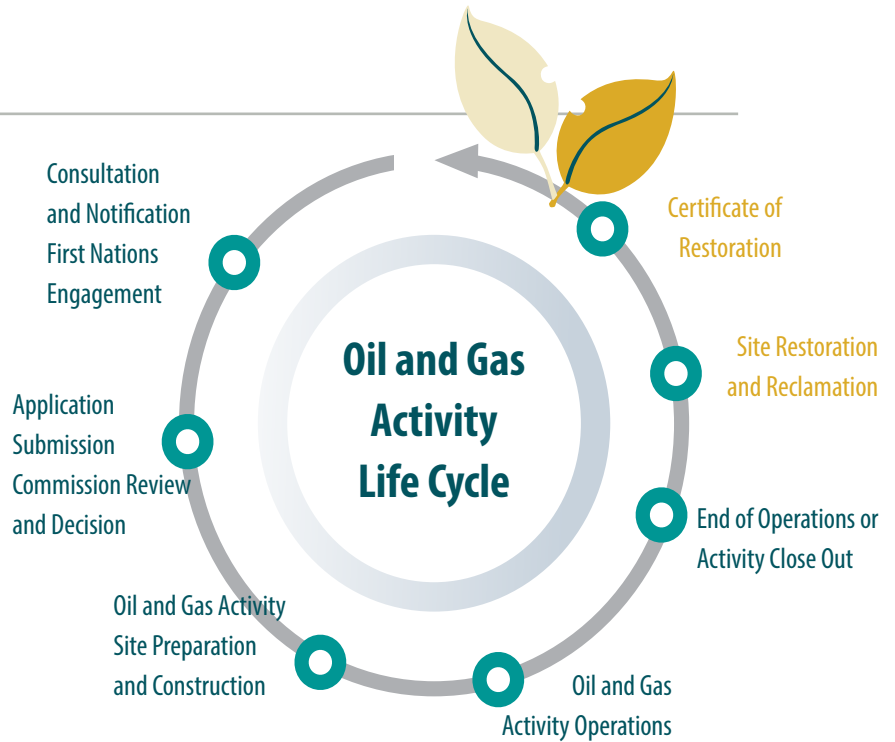 Oil and Gas
Activity
Life Cycle
Consultation
and Notification
First Nations
Engagement
Application
Submission
Commission Review
and Decision
Oil and Gas Activity
Site Preparation
and Construction
Oil and Gas
Activity Operations
End of Operations or
Activity Close Out
Site Restoration
and Reclamation
Certificate of
Restoration